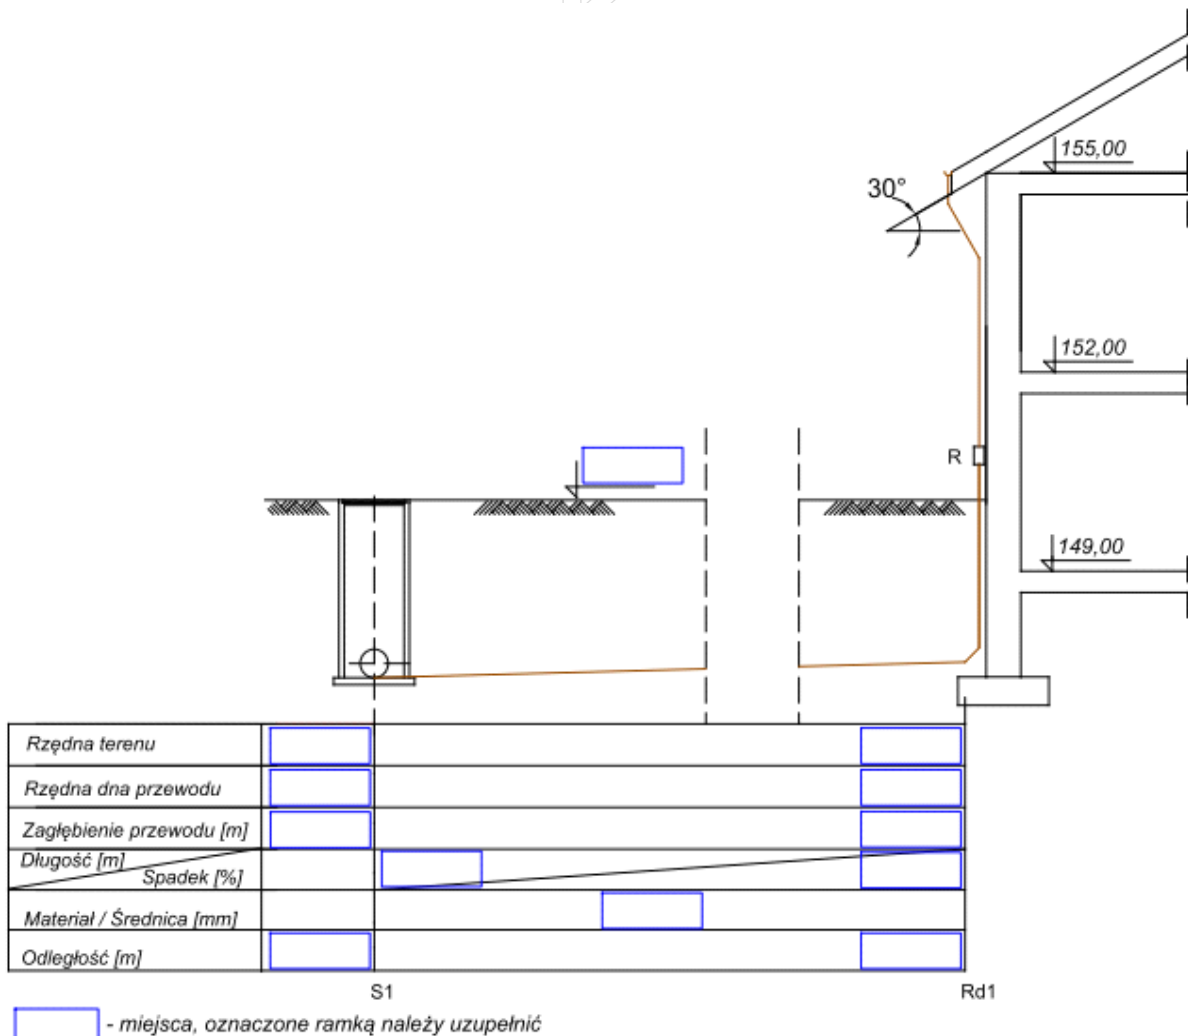 155,00
30°
152,00
R
149,00
Rzędna terenu
Rzędna dna przewodu
Zagłębienie przewodu [m]
Długość [m]
Spadek [%]
Materiał / Średnica [mm]
Odległość [m]
S1
Rd1
- miejsca, oznaczone ramką należy uzupełnić